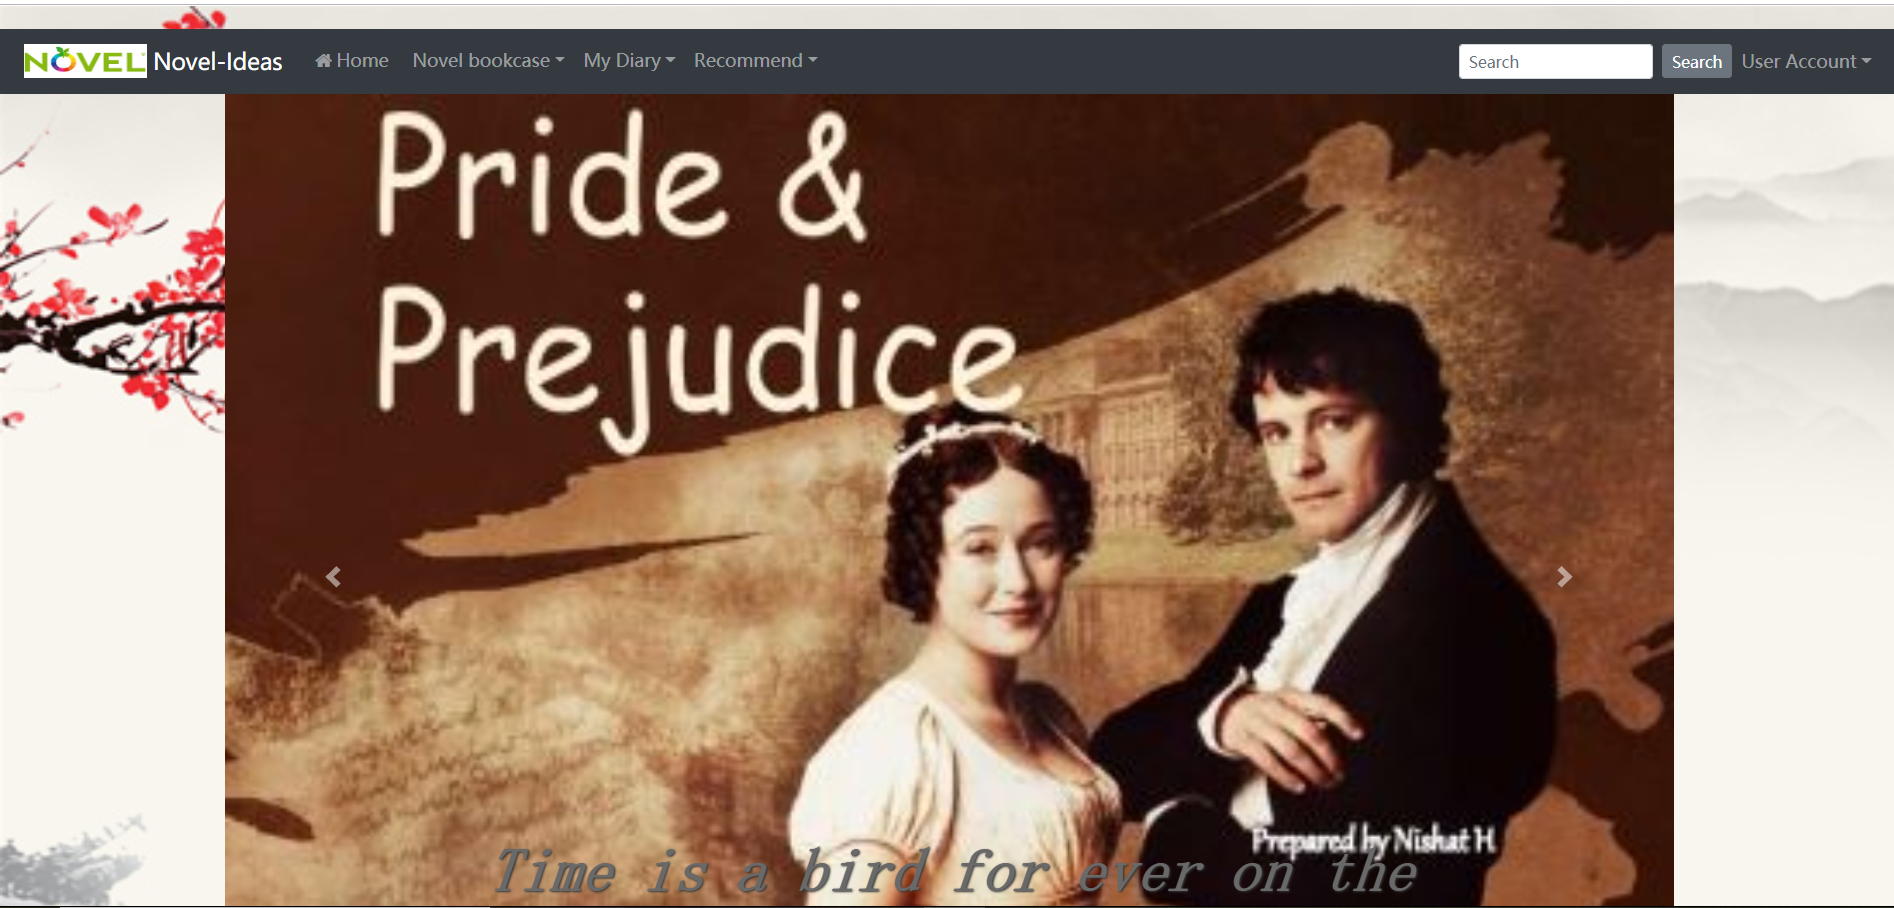 NOVEL Novel-Ideas Home Novel bookcase My Diary Recommend Search Search User Account
Pride &
Prejudice
Prepared by Nishat H
Time is a bird for ever on the